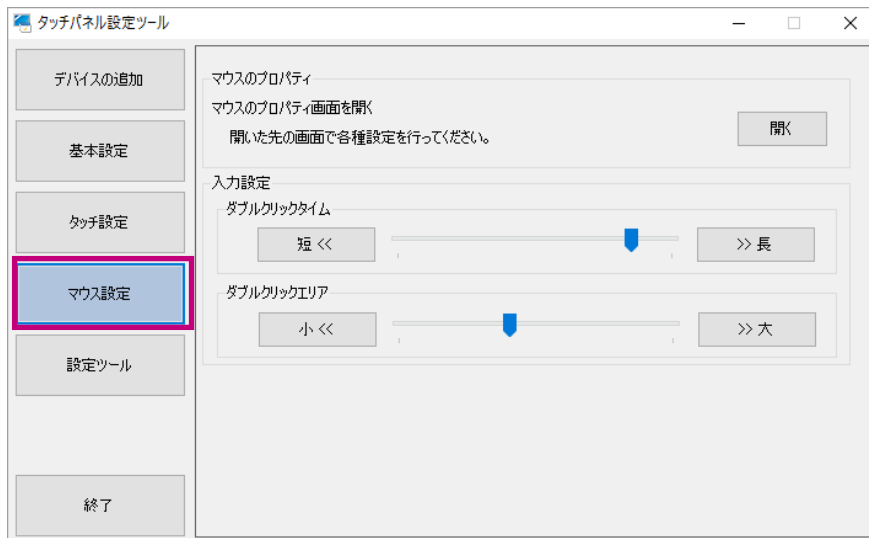 タッチパネル設定ツール
デバイスの追加
基本設定
タッチ設定
マウス設定
設定ツール
終了
マウスのプロパティ
マウスのプロパティ画面を開く
開いた先の画面で各種設定を行ってください。
開く
入力設定
ダブルクリックタイム
短 <<
>> 長
ダブルクリックエリア
小 <<
>> 大